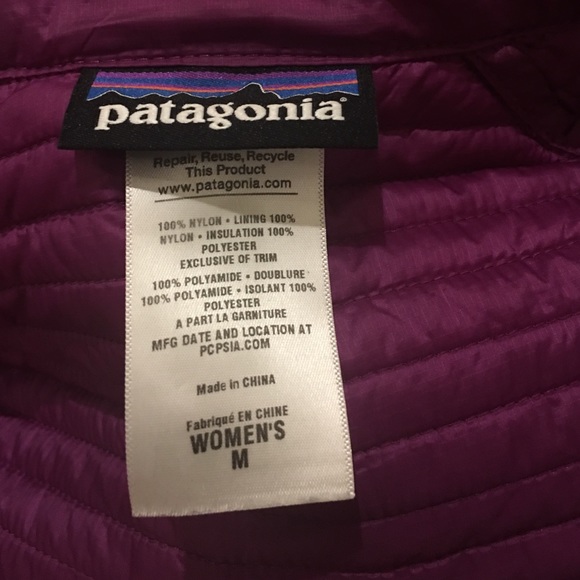 patagonia®
Repair, Reuse, Recycle
This Product
www.patagonia.com
100% NYLON • LINING 100%
NYLON • INSULATION 100%
POLYESTER
EXCLUSIVE OF TRIM
100% POLYAMIDE • DOUBLURE
100% POLYAMIDE • ISOLANT 100%
POLYESTER
A PART LA GARNITURE
MFG DATE AND LOCATION AT
PCPSIA.COM
Made in CHINA
Fabriqué EN CHINE
WOMEN'S
M